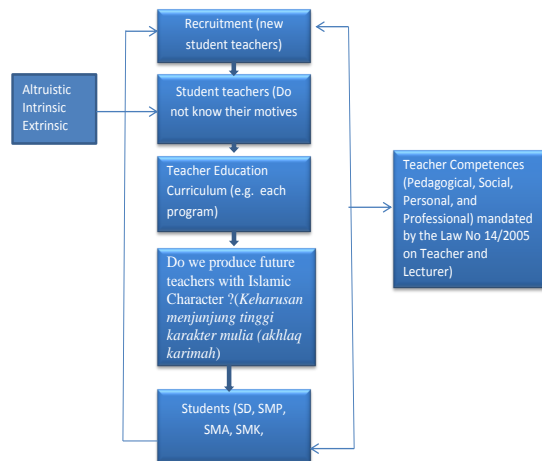 Recruitment (new
student teachers)
Altruistic
Intrinsic
Extrinsic
Student teachers (Do
not know their motives
Teacher Education
Curriculum (e.g. each
program)
Teacher Competences
(Pedagogical, Social,
Personal, and
Professional) mandated
by the Law No 14/2005
on Teacher and
Lecturer)
Do we produce future
teachers with Islamic
Character ?(Keharusan
menjunjung tinggi
karakter mulia (akhlaq
karimah)
Students (SD, SMP,
SMA, SMK,